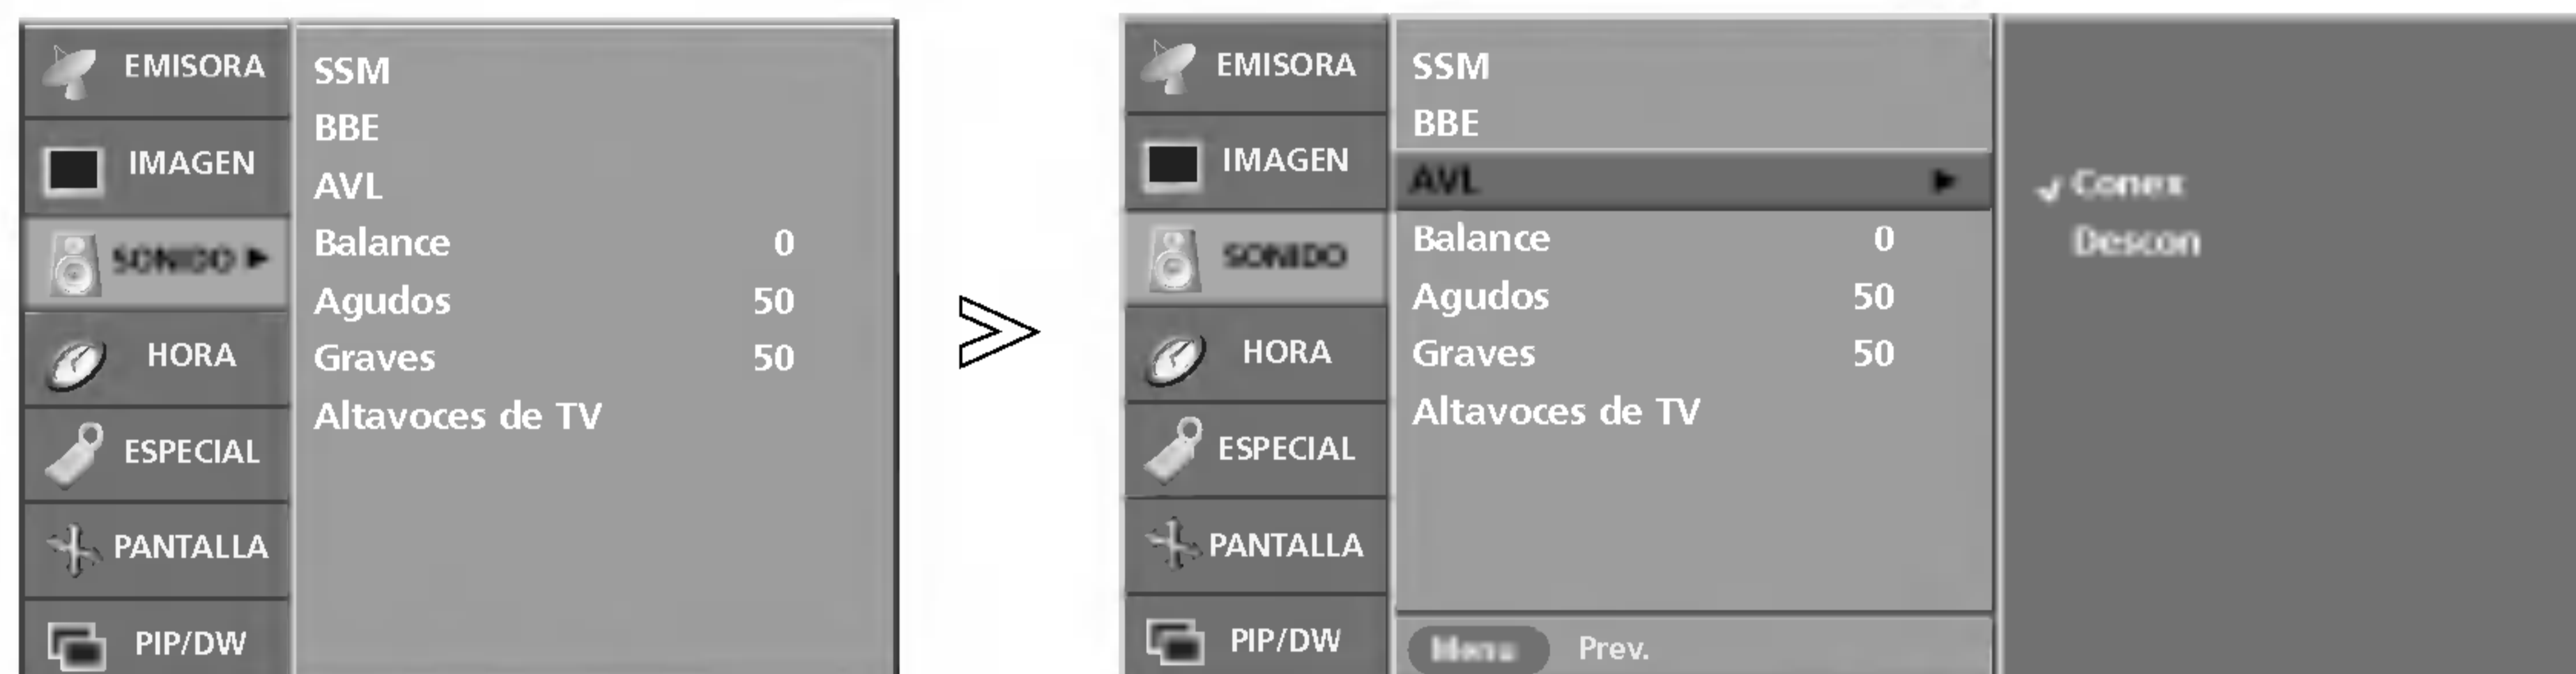 EMISORA
IMAGEN
SONIDO
HORA
ESPECIAL
PANTALLA
PIP/DW
SSM
BBE
AVL
Balance 0
Agudos 50
Graves 50
Altavoces de TV
EMISORA
IMAGEN
SONIDO
HORA
ESPECIAL
PANTALLA
PIP/DW
SSM
BBE
AVL
Balance 0
Agudos 50
Graves 50
Altavoces de TV
Menu Prev.
Conex
Descon